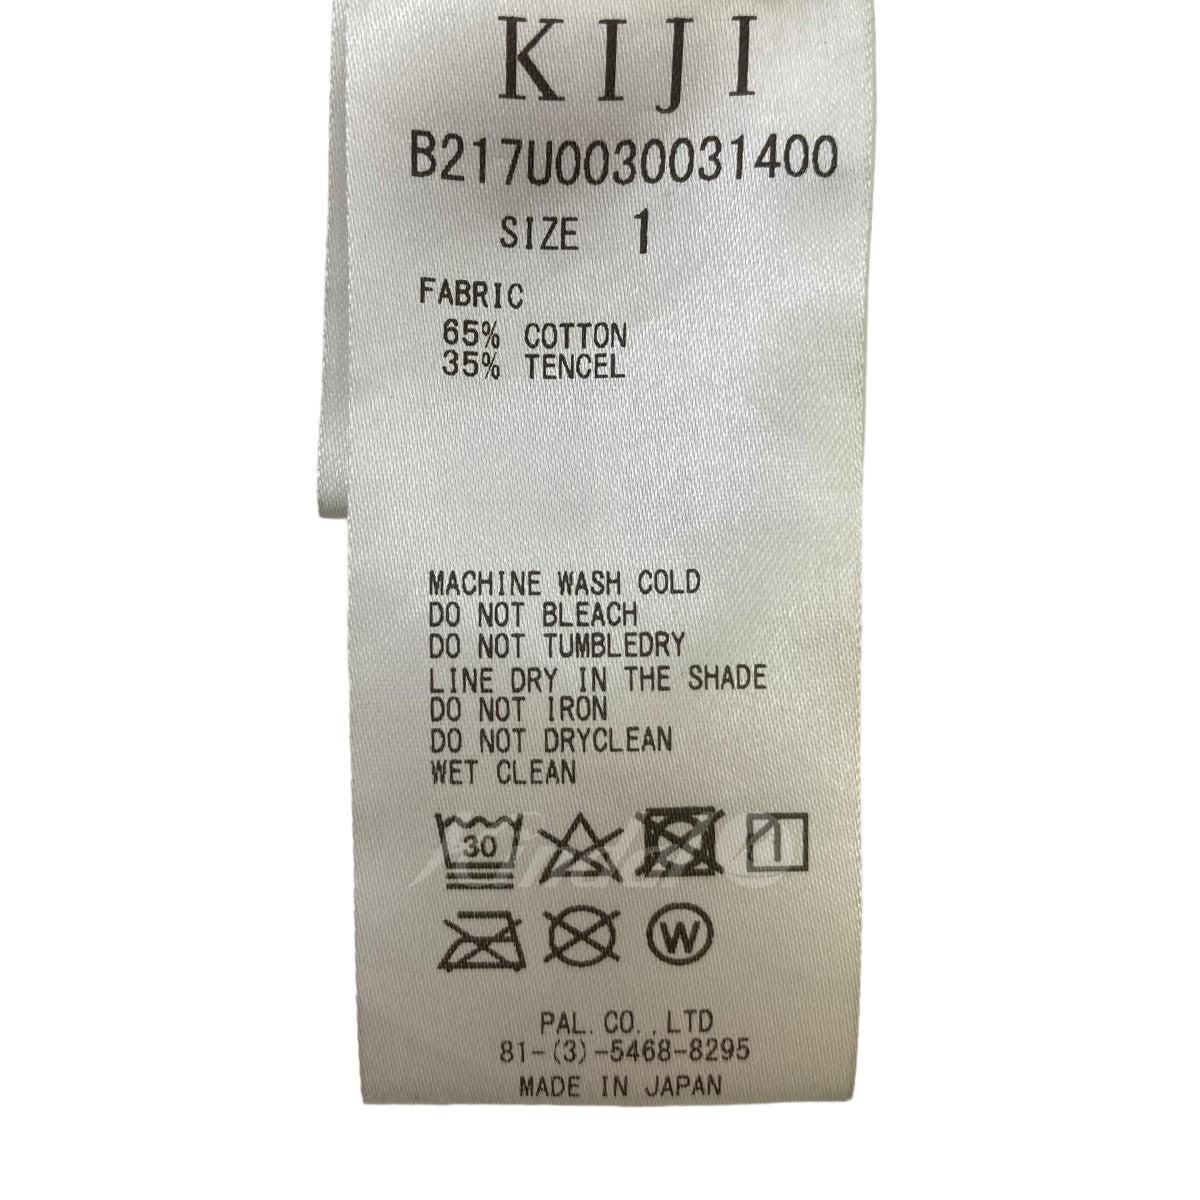 KIJI
B217U0030031400
SIZE 1
FABRIC
65% COTTON
35% TENCEL
MACHINE WASH COLD
DO NOT BLEACH
DO NOT TUMBLEDRY
LINE DRY IN THE SHADE
DO NOT IRON
DO NOT DRYCLEAN
WET CLEAN
30
W
PAL.CO.,LTD
81-(3)-5468-8295
MADE IN JAPAN